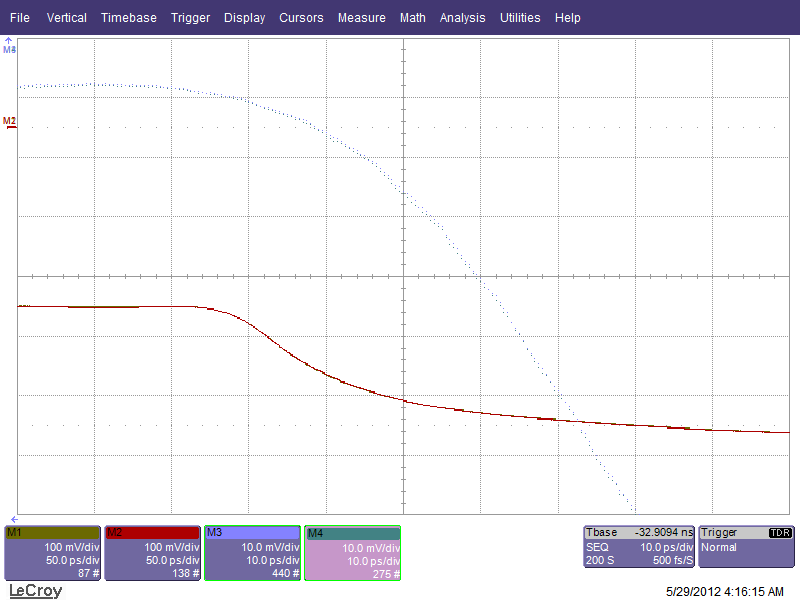 File Vertical Timebase Trigger Display Cursors Measure Math Analysis Utilities Help
M2
M1 M2 M3 M4
100 mV/div 100 mV/div 10.0 mV/div 10.0 mV/div
50.0 ps/div 50.0 ps/div 10.0 ps/div 10.0 ps/div
87 # 138 # 440 # 275 #
Tbase -32.9094 ns Trigger TDR
SEQ 10.0 ps/div Normal
200 S 500 fs/S
LeCroy 5/29/2012 4:16:15 AM